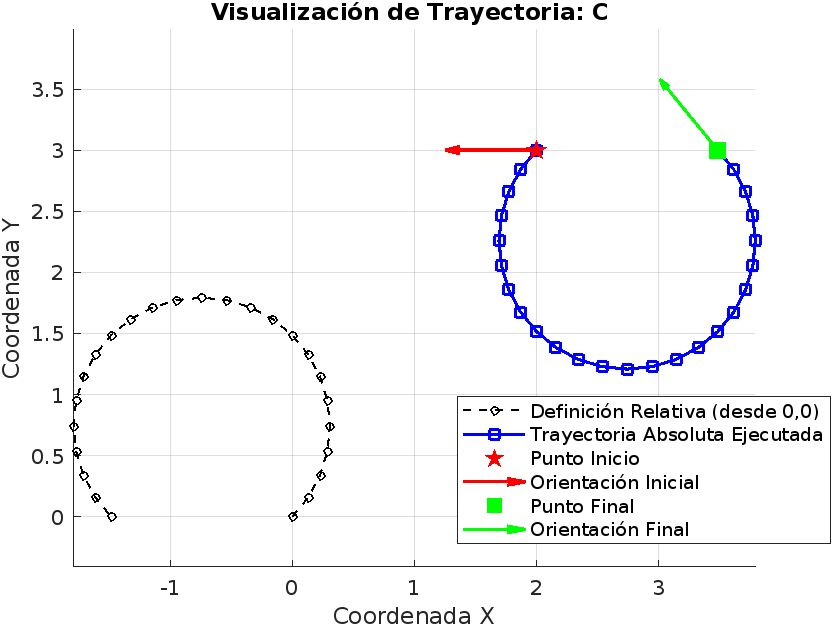 Visualización de Trayectoria: C
Coordenada Y
3.5
3
2.5
2
1.5
1
0.5
0
Definición Relativa (desde 0,0)
Trayectoria Absoluta Ejecutada
Punto Inicio
Orientación Inicial
Punto Final
Orientación Final
-1 0 1 2 3
Coordenada X